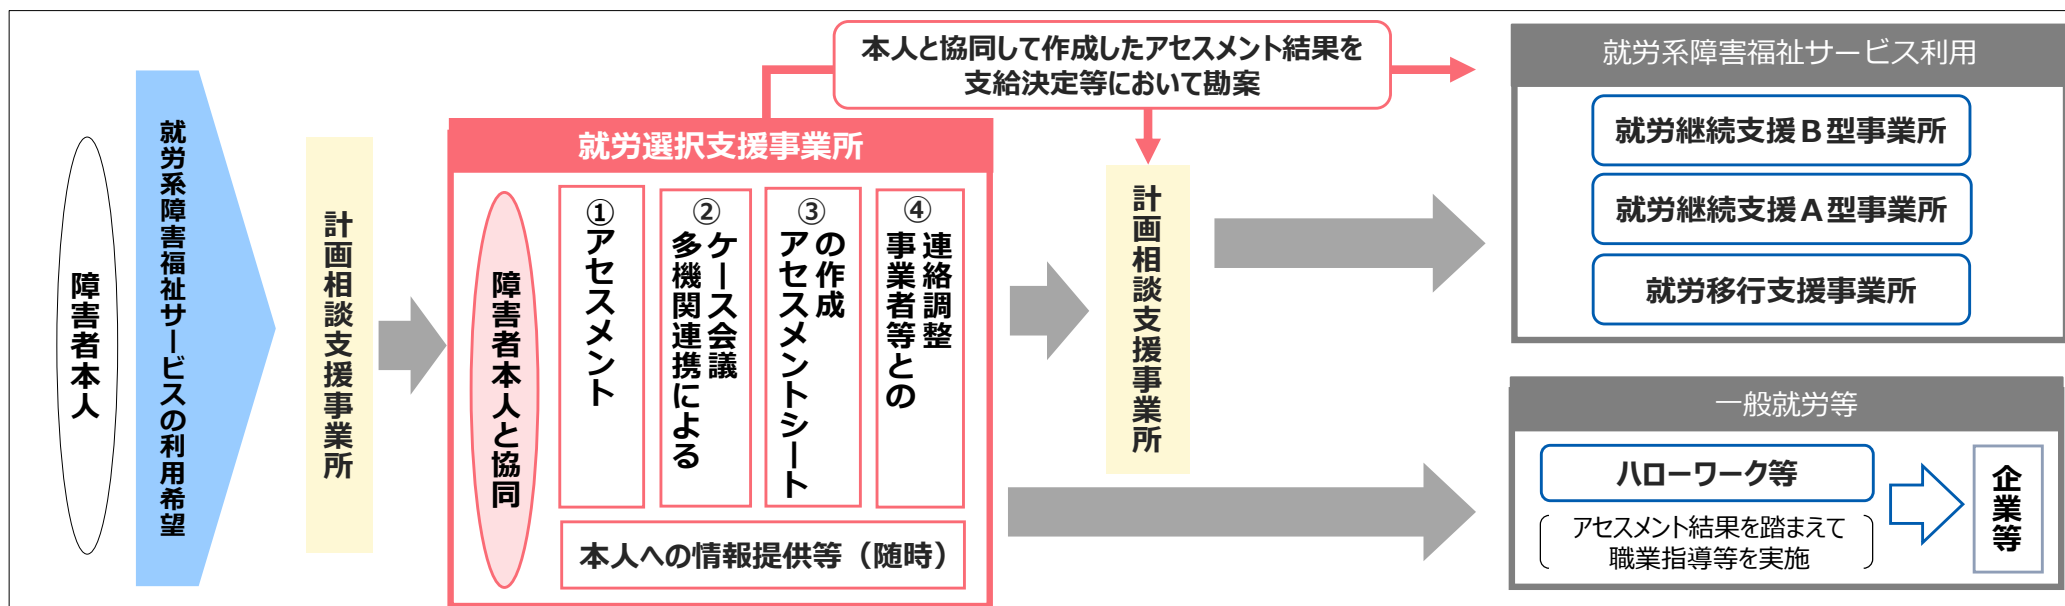 障害者本人
就労系障害福祉サービスの利用希望
計画相談支援事業所
就労選択支援事業所
障害者本人と協同
①
アセスメント
②
多機関連携による
ケース会議
③
アセスメントシート
の作成
④
事業者等との
連絡調整
本人への情報提供等（随時）
本人と協同して作成したアセスメント結果を
支給決定等において勘案
計画相談支援事業所
就労系障害福祉サービス利用
就労継続支援Ｂ型事業所
就労継続支援Ａ型事業所
就労移行支援事業所
一般就労等
ハローワーク等
アセスメント結果を踏まえて
職業指導等を実施
企業等